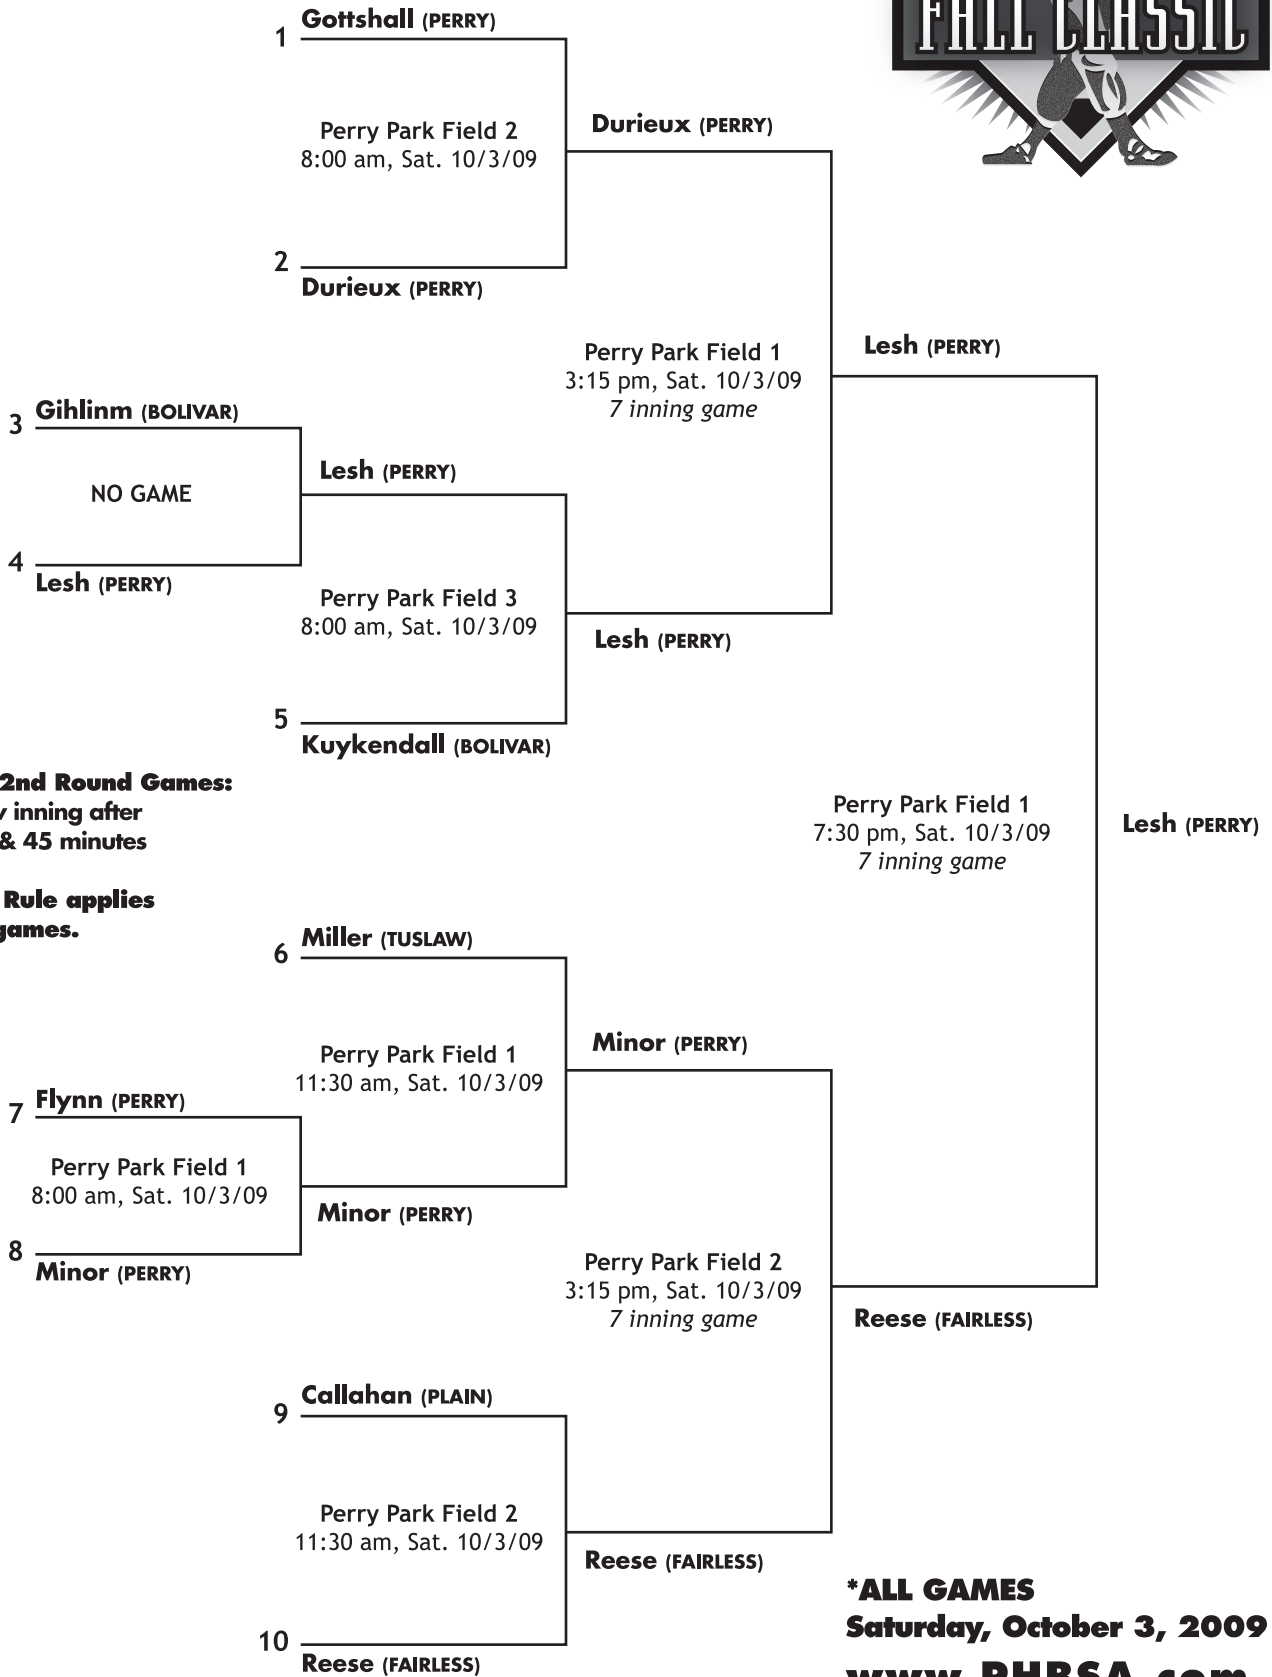 FALL CLASSIC
1 Gottshall (PERRY)
Perry Park Field 2
8:00 am, Sat. 10/3/09
2
Durieux (PERRY)
Durieux (PERRY)
Perry Park Field 1
3:15 pm, Sat. 10/3/09
7 inning game
Lesh (PERRY)
3 Gihlinm (BOLIVAR)
NO GAME
4
Lesh (PERRY)
Lesh (PERRY)
Perry Park Field 3
8:00 am, Sat. 10/3/09
Lesh (PERRY)
5
Kuykendall (BOLIVAR)
2nd Round Games:
inning after
& 45 minutes
Rule applies
games.
Perry Park Field 1
7:30 pm, Sat. 10/3/09
7 inning game
Lesh (PERRY)
6 Miller (TUSLAW)
Perry Park Field 1
11:30 am, Sat. 10/3/09
Minor (PERRY)
7 Flynn (PERRY)
Perry Park Field 1
8:00 am, Sat. 10/3/09
Minor (PERRY)
8
Minor (PERRY)
Perry Park Field 2
3:15 pm, Sat. 10/3/09
7 inning game
Reese (FAIRLESS)
9 Callahan (PLAIN)
Perry Park Field 2
11:30 am, Sat. 10/3/09
Reese (FAIRLESS)
10
Reese (FAIRLESS)
*ALL GAMES
Saturday, October 3, 2009
www.PHBSA.com